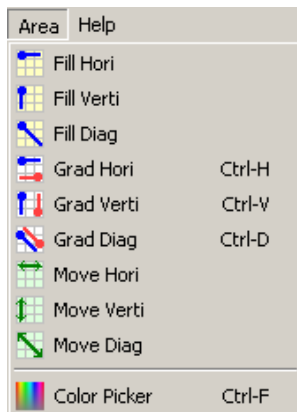 Area Help
Fill Hori
Fill Verti
Fill Diag
Grad Hori Ctrl-H
Grad Verti Ctrl-V
Grad Diag Ctrl-D
Move Hori
Move Verti
Move Diag
Color Picker Ctrl-F